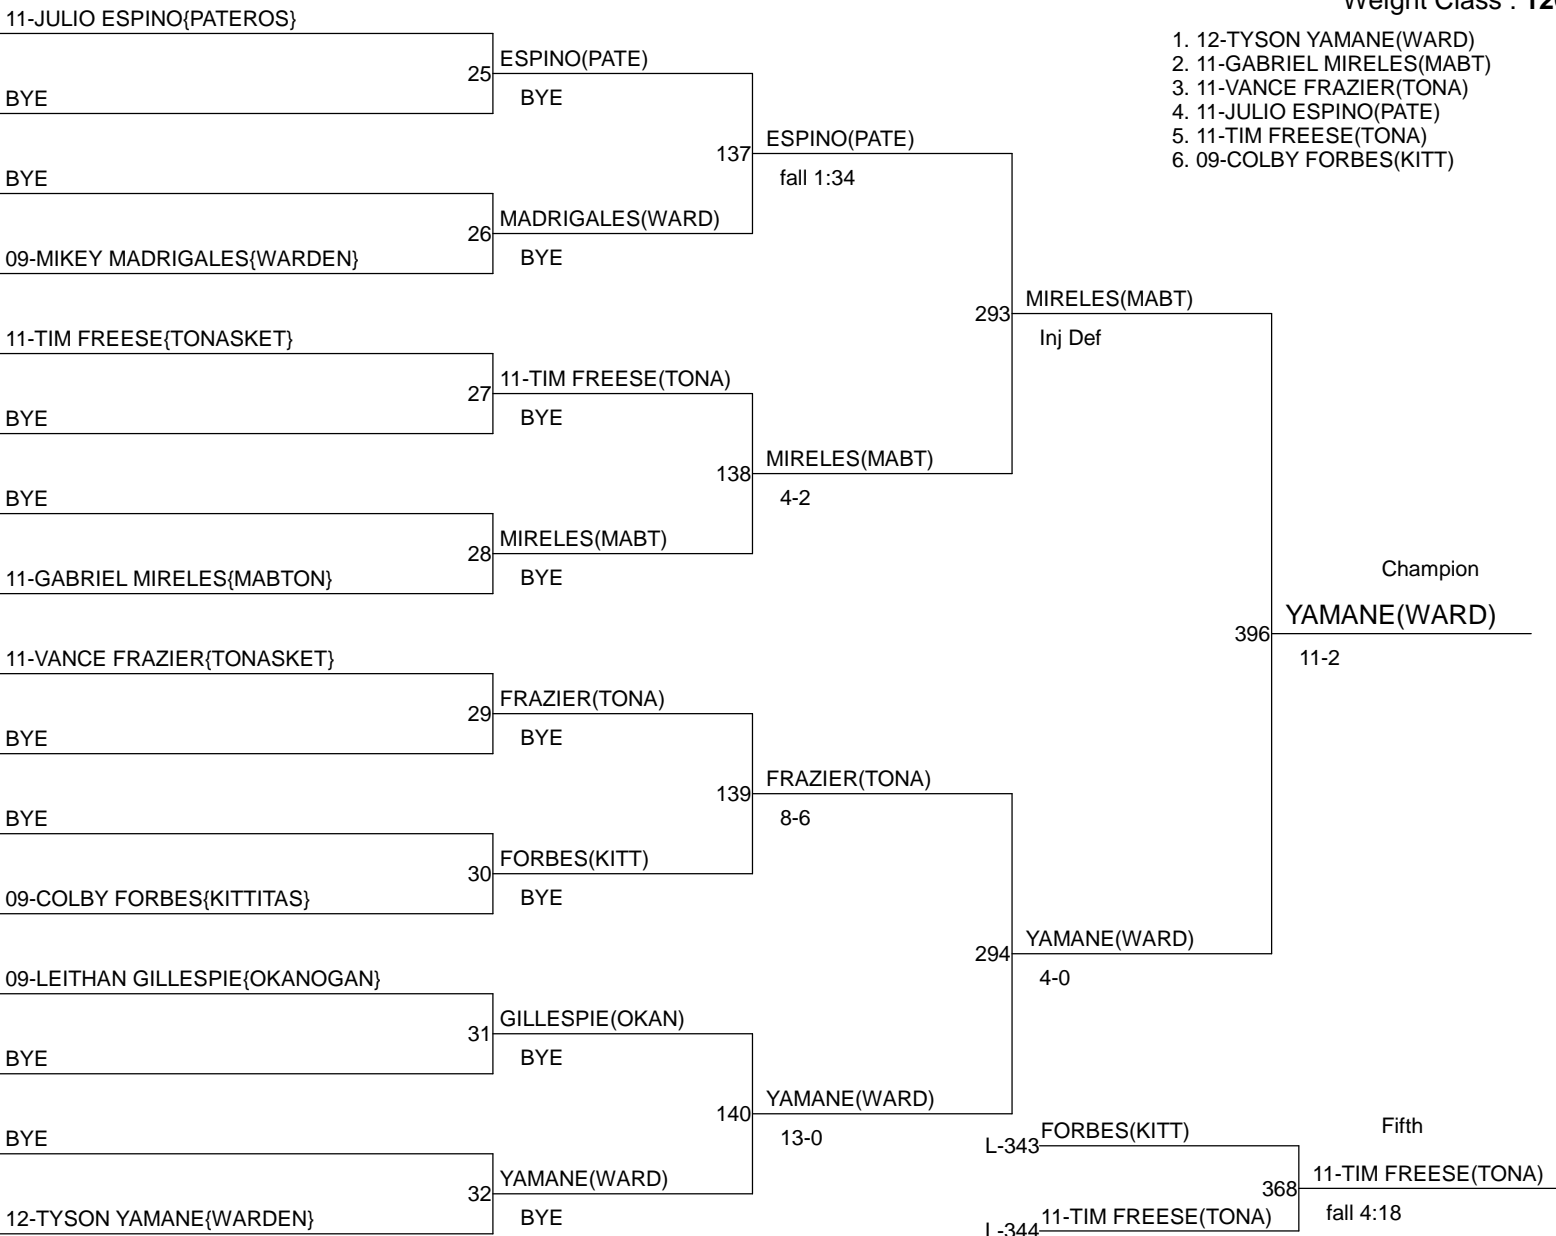 Weight Class :
1. 12-TYSON YAMANE(WARD)
2. 11-GABRIEL MIRELES(MABT)
3. 11-VANCE FRAZIER(TONA)
4. 11-JULIO ESPINO(PATE)
5. 11-TIM FREESE(TONA)
6. 09-COLBY FORBES(KITT)
11-JULIO ESPINO{PATEROS}
25
BYE
BYE
26
09-MIKEY MADRIGALES{WARDEN}
11-TIM FREESE{TONASKET}
27
BYE
BYE
28
11-GABRIEL MIRELES{MABTON}
11-VANCE FRAZIER{TONASKET}
29
BYE
BYE
30
09-COLBY FORBES{KITTITAS}
09-LEITHAN GILLESPIE{OKANOGAN}
31
BYE
BYE
32
12-TYSON YAMANE{WARDEN}
ESPINO(PATE)
BYE
137
MADRIGALES(WARD)
BYE
11-TIM FREESE(TONA)
BYE
138
MIRELES(MABT)
BYE
FRAZIER(TONA)
BYE
139
FORBES(KITT)
BYE
GILLESPIE(OKAN)
BYE
140
YAMANE(WARD)
BYE
ESPINO(PATE)
fall 1:34
293
MIRELES(MABT)
4-2
FRAZIER(TONA)
8-6
294
YAMANE(WARD)
13-0
MIRELES(MABT)
Inj Def
396
YAMANE(WARD)
4-0
Champion
YAMANE(WARD)
11-2
Fifth
L-343 FORBES(KITT)
368
L-344 11-TIM FREESE(TONA)
11-TIM FREESE(TONA)
fall 4:18